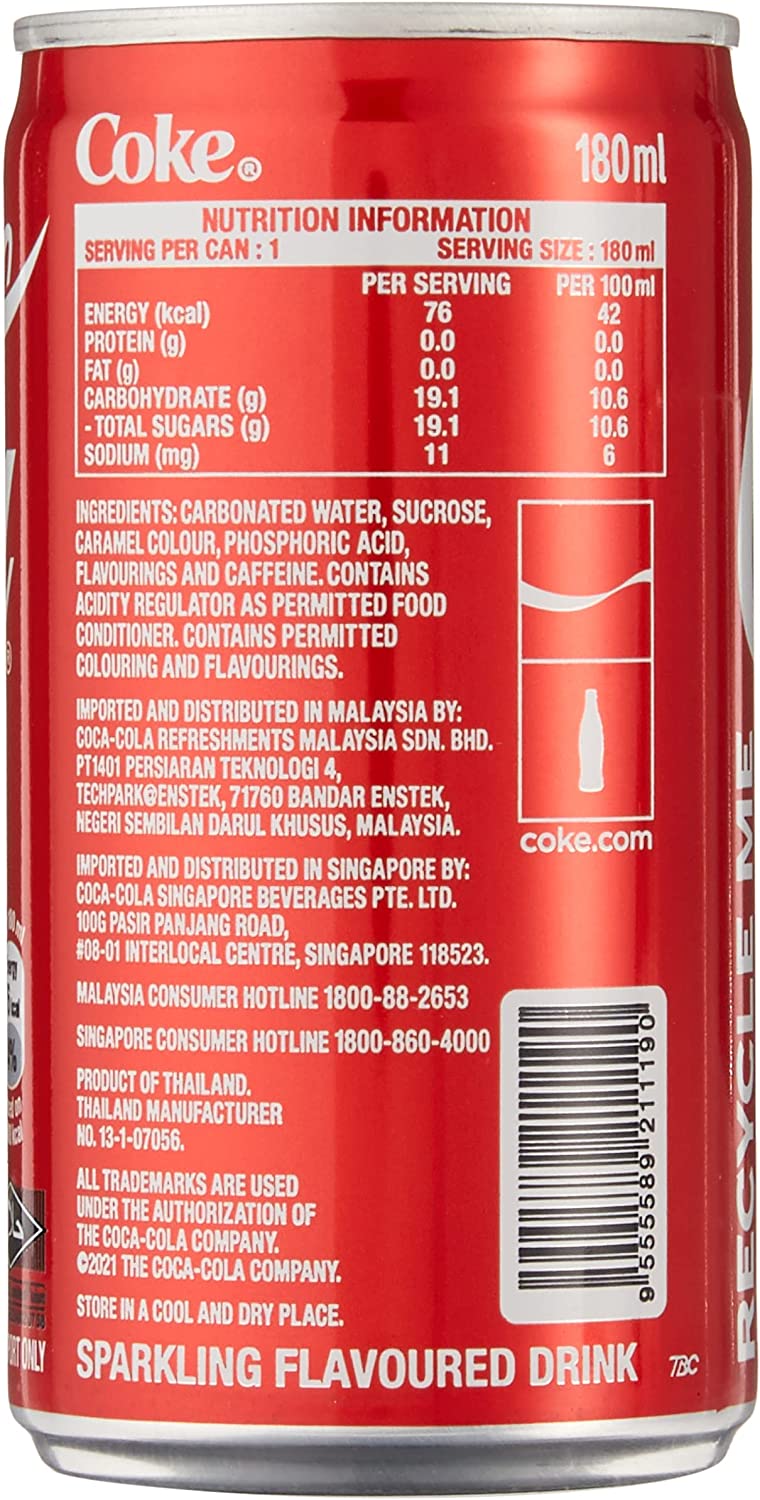 Coke®
180ml
NUTRITION INFORMATION
SERVING PER CAN : 1 SERVING SIZE : 180ml
PER SERVING PER 100ml
ENERGY (kcal) 76 42
PROTEIN (g) 0.0 0.0
FAT (g) 0.0 0.0
CARBOHYDRATE (g) 19.1 10.6
- TOTAL SUGARS (g) 19.1 10.6
SODIUM (mg) 11 6
INGREDIENTS: CARBONATED WATER, SUCROSE,
CARAMEL COLOUR, PHOSPHORIC ACID,
FLAVOURINGS AND CAFFEINE. CONTAINS
ACIDITY REGULATOR AS PERMITTED FOOD
CONDITIONER. CONTAINS PERMITTED
COLOURING AND FLAVOURINGS.
IMPORTED AND DISTRIBUTED IN MALAYSIA BY:
COCA-COLA REFRESHMENTS MALAYSIA SDN. BHD.
PT1401 PERSIARAN TEKNOLOGI 4,
TECHPARK@ENSTEK, 71760 BANDAR ENSTEK,
NEGERI SEMBILAN DARUL KHUSUS, MALAYSIA.
coke.com
IMPORTED AND DISTRIBUTED IN SINGAPORE BY:
COCA-COLA SINGAPORE BEVERAGES PTE. LTD.
100G PASIR PANJANG ROAD,
#08-01 INTERLOCAL CENTRE, SINGAPORE 118523.
MALAYSIA CONSUMER HOTLINE 1800-88-2653
SINGAPORE CONSUMER HOTLINE 1800-860-4000
PRODUCT OF THAILAND.
THAILAND MANUFACTURER
NO. 13-1-07056.
ALL TRADEMARKS ARE USED
UNDER THE AUTHORIZATION OF
THE COCA-COLA COMPANY.
©2021 THE COCA-COLA COMPANY.
STORE IN A COOL AND DRY PLACE.
SPARKLING FLAVOURED DRINK
TBC
9 555589 211190
RECYCLE ME
ONLY